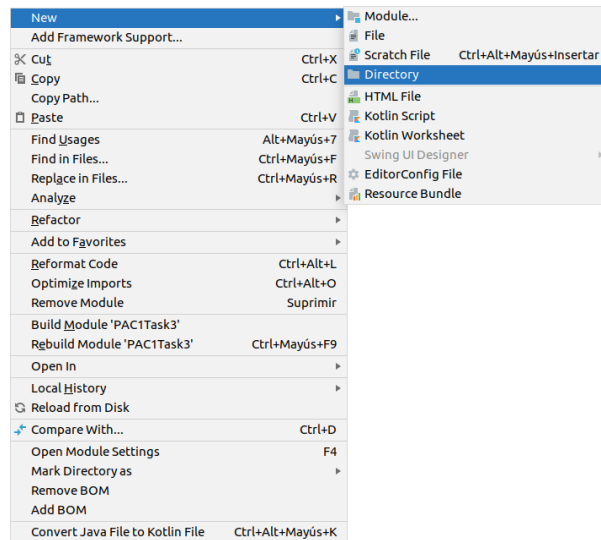 New
Add Framework Support...
Cut Ctrl+X
Copy Ctrl+C
Copy Path...
Paste Ctrl+V
Find Usages Alt+Mayús+7
Find in Files... Ctrl+Mayús+F
Replace in Files... Ctrl+Mayús+R
Analyze
Refactor
Add to Favorites
Reformat Code Ctrl+Alt+L
Optimize Imports Ctrl+Alt+O
Remove Module Suprimir
Build Module 'PAC1Task3'
Rebuild Module 'PAC1Task3' Ctrl+Mayús+F9
Open In
Local History
Reload from Disk
Compare With... Ctrl+D
Open Module Settings F4
Mark Directory as
Remove BOM
Add BOM
Convert Java File to Kotlin File Ctrl+Alt+Mayús+K
Module...
File
Scratch File Ctrl+Alt+Mayús+Insertar
Directory
HTML File
Kotlin Script
Kotlin Worksheet
Swing UI Designer
EditorConfig File
Resource Bundle